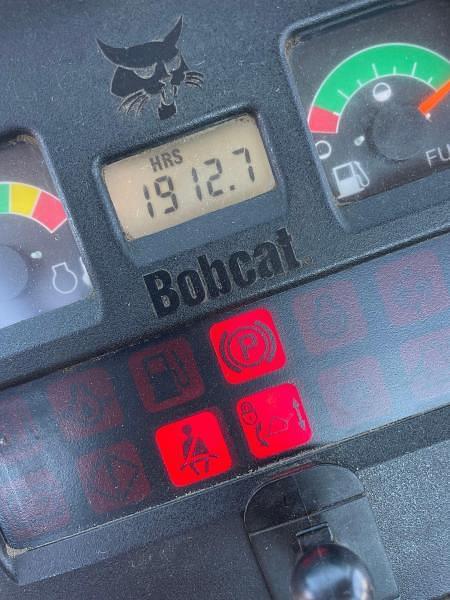 HRS
1912.7
FU
Bobcat
P